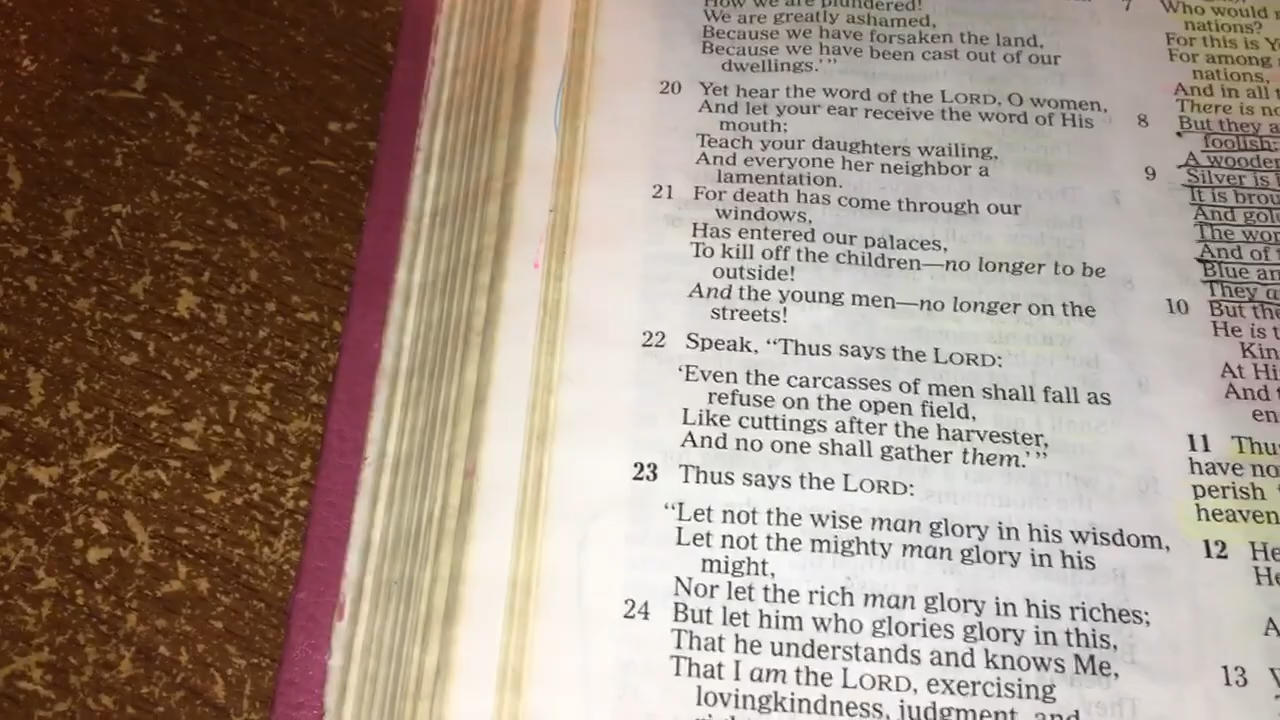 How we are plundered!
We are greatly ashamed,
Because we have forsaken the land,
Because we have been cast out of our
dwellings.’”
20 Yet hear the word of the LORD, O women,
And let your ear receive the word of His
mouth;
Teach your daughters wailing,
And everyone her neighbor a
lamentation.
21 For death has come through our
windows,
Has entered our palaces,
To kill off the children—no longer to be
outside!
And the young men—no longer on the
streets!
22 Speak, “Thus says the LORD:
‘Even the carcasses of men shall fall as
refuse on the open field,
Like cuttings after the harvester,
And no one shall gather them.’”
23 Thus says the LORD:
“Let not the wise man glory in his wisdom,
Let not the mighty man glory in his
might,
Nor let the rich man glory in his riches;
24 But let him who glories glory in this,
That he understands and knows Me,
That I am the LORD, exercising
lovingkindness, judgment, and
7 Who would
nations?
For this is Y
For among
nations,
And in all
There is no
8 But they a
foolish;
A wooden
9 Silver is
It is brou
And gol
The wor
And of
Blue an
They a
10 But the
He is t
Kin
At Hi
And
en
11 Thu
have no
perish
heaven
12 He
He
A
13